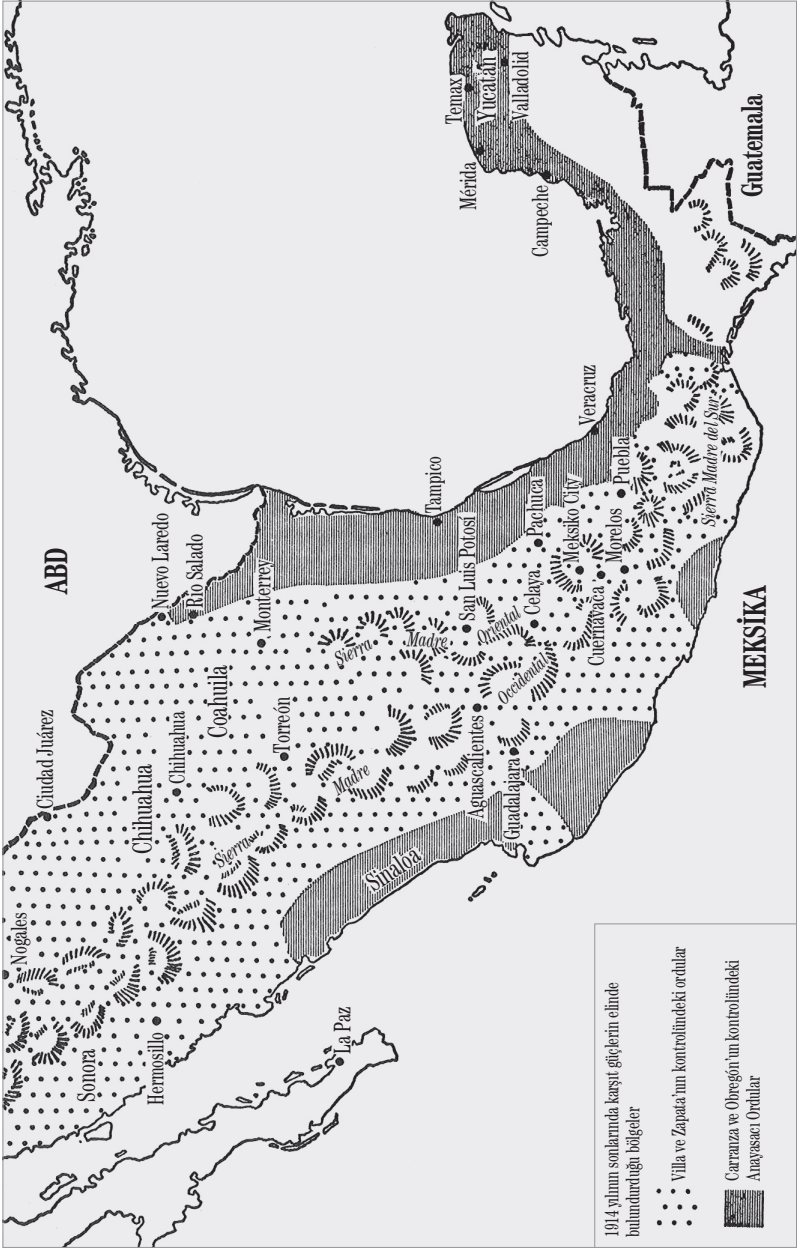 ABD
Nogales
Ciudad Juárez
Sonora
Hermosillo
Chihuahua
Chihuahua
Coahuila
Nuevo Laredo
Rio Salado
Monterrey
Torreón
Sierra
Madre
Sierra
Madre
Oriental
Occidental
Sinaloa
La Paz
Tampico
San Luis Potosí
Aguascalientes
Guadalajara
Celaya
Pachuca
Meksiko City
Cuernavaca
Morelos
Puebla
Veracruz
Sierra Madre del Sur
Mérida
Temax
Yucatán
Valladolid
Campeche
Guatemala
MEKSİKA
1914 yılının sonlarında karşıt güçlerin elinde
bulundurduğu bölgeler
Villa ve Zapata’nın kontrolündeki ordular
Carranza ve Obregón’un kontrolündeki
Anayasacı Ordular